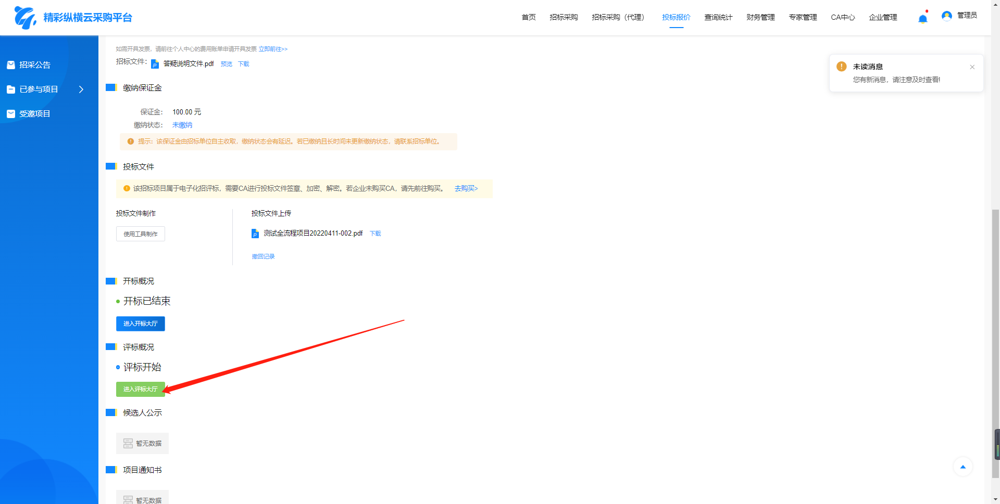 精彩纵横云采购平台
首页 招标采购 招标采购（代理） 投标报价 查询统计 财务管理 专家管理 CA中心 企业管理 管理员
招采公告
已参与项目
受邀项目
如需开具发票，请前往个人中心的费用账单申请开具发票 立即前往>>
招标文件： 答疑说明文件.pdf 预览 下载
未读消息
您有新消息，请注意及时查看!
缴纳保证金
保证金： 100.00 元
缴纳状态： 未缴纳
提示：该保证金由招标单位自主收取，缴纳状态会有延迟。若已缴纳且长时间未更新缴纳状态，请联系招标单位。
投标文件
该招标项目属于电子化招评标，需要CA进行投标文件签章、加密、解密。若企业未购买CA，请先前往购买。 去购买>
投标文件制作
使用工具制作
投标文件上传
测试全流程项目20220411-002.pdf 下载
撤回记录
开标概况
开标已结束
进入开标大厅
评标概况
评标开始
进入评标大厅
候选人公示
暂无数据
项目通知书
暂无数据